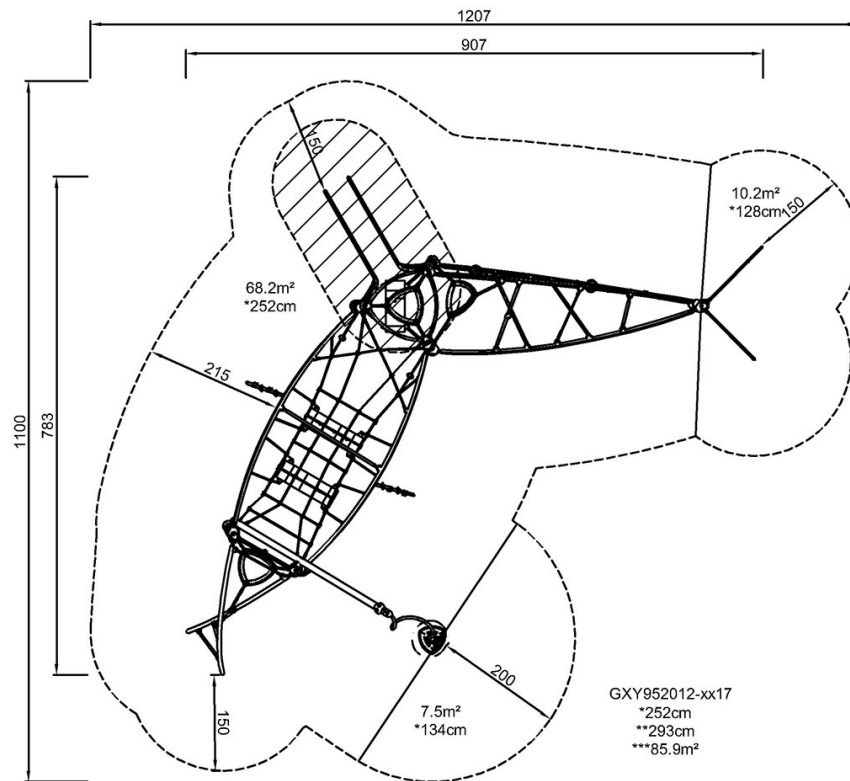 1207
907
150
10.2m²
*128cm
150
68.2m²
*252cm
215
1100
783
200
150
7.5m²
*134cm
GXY952012-xx17
*252cm
**293cm
***85.9m²